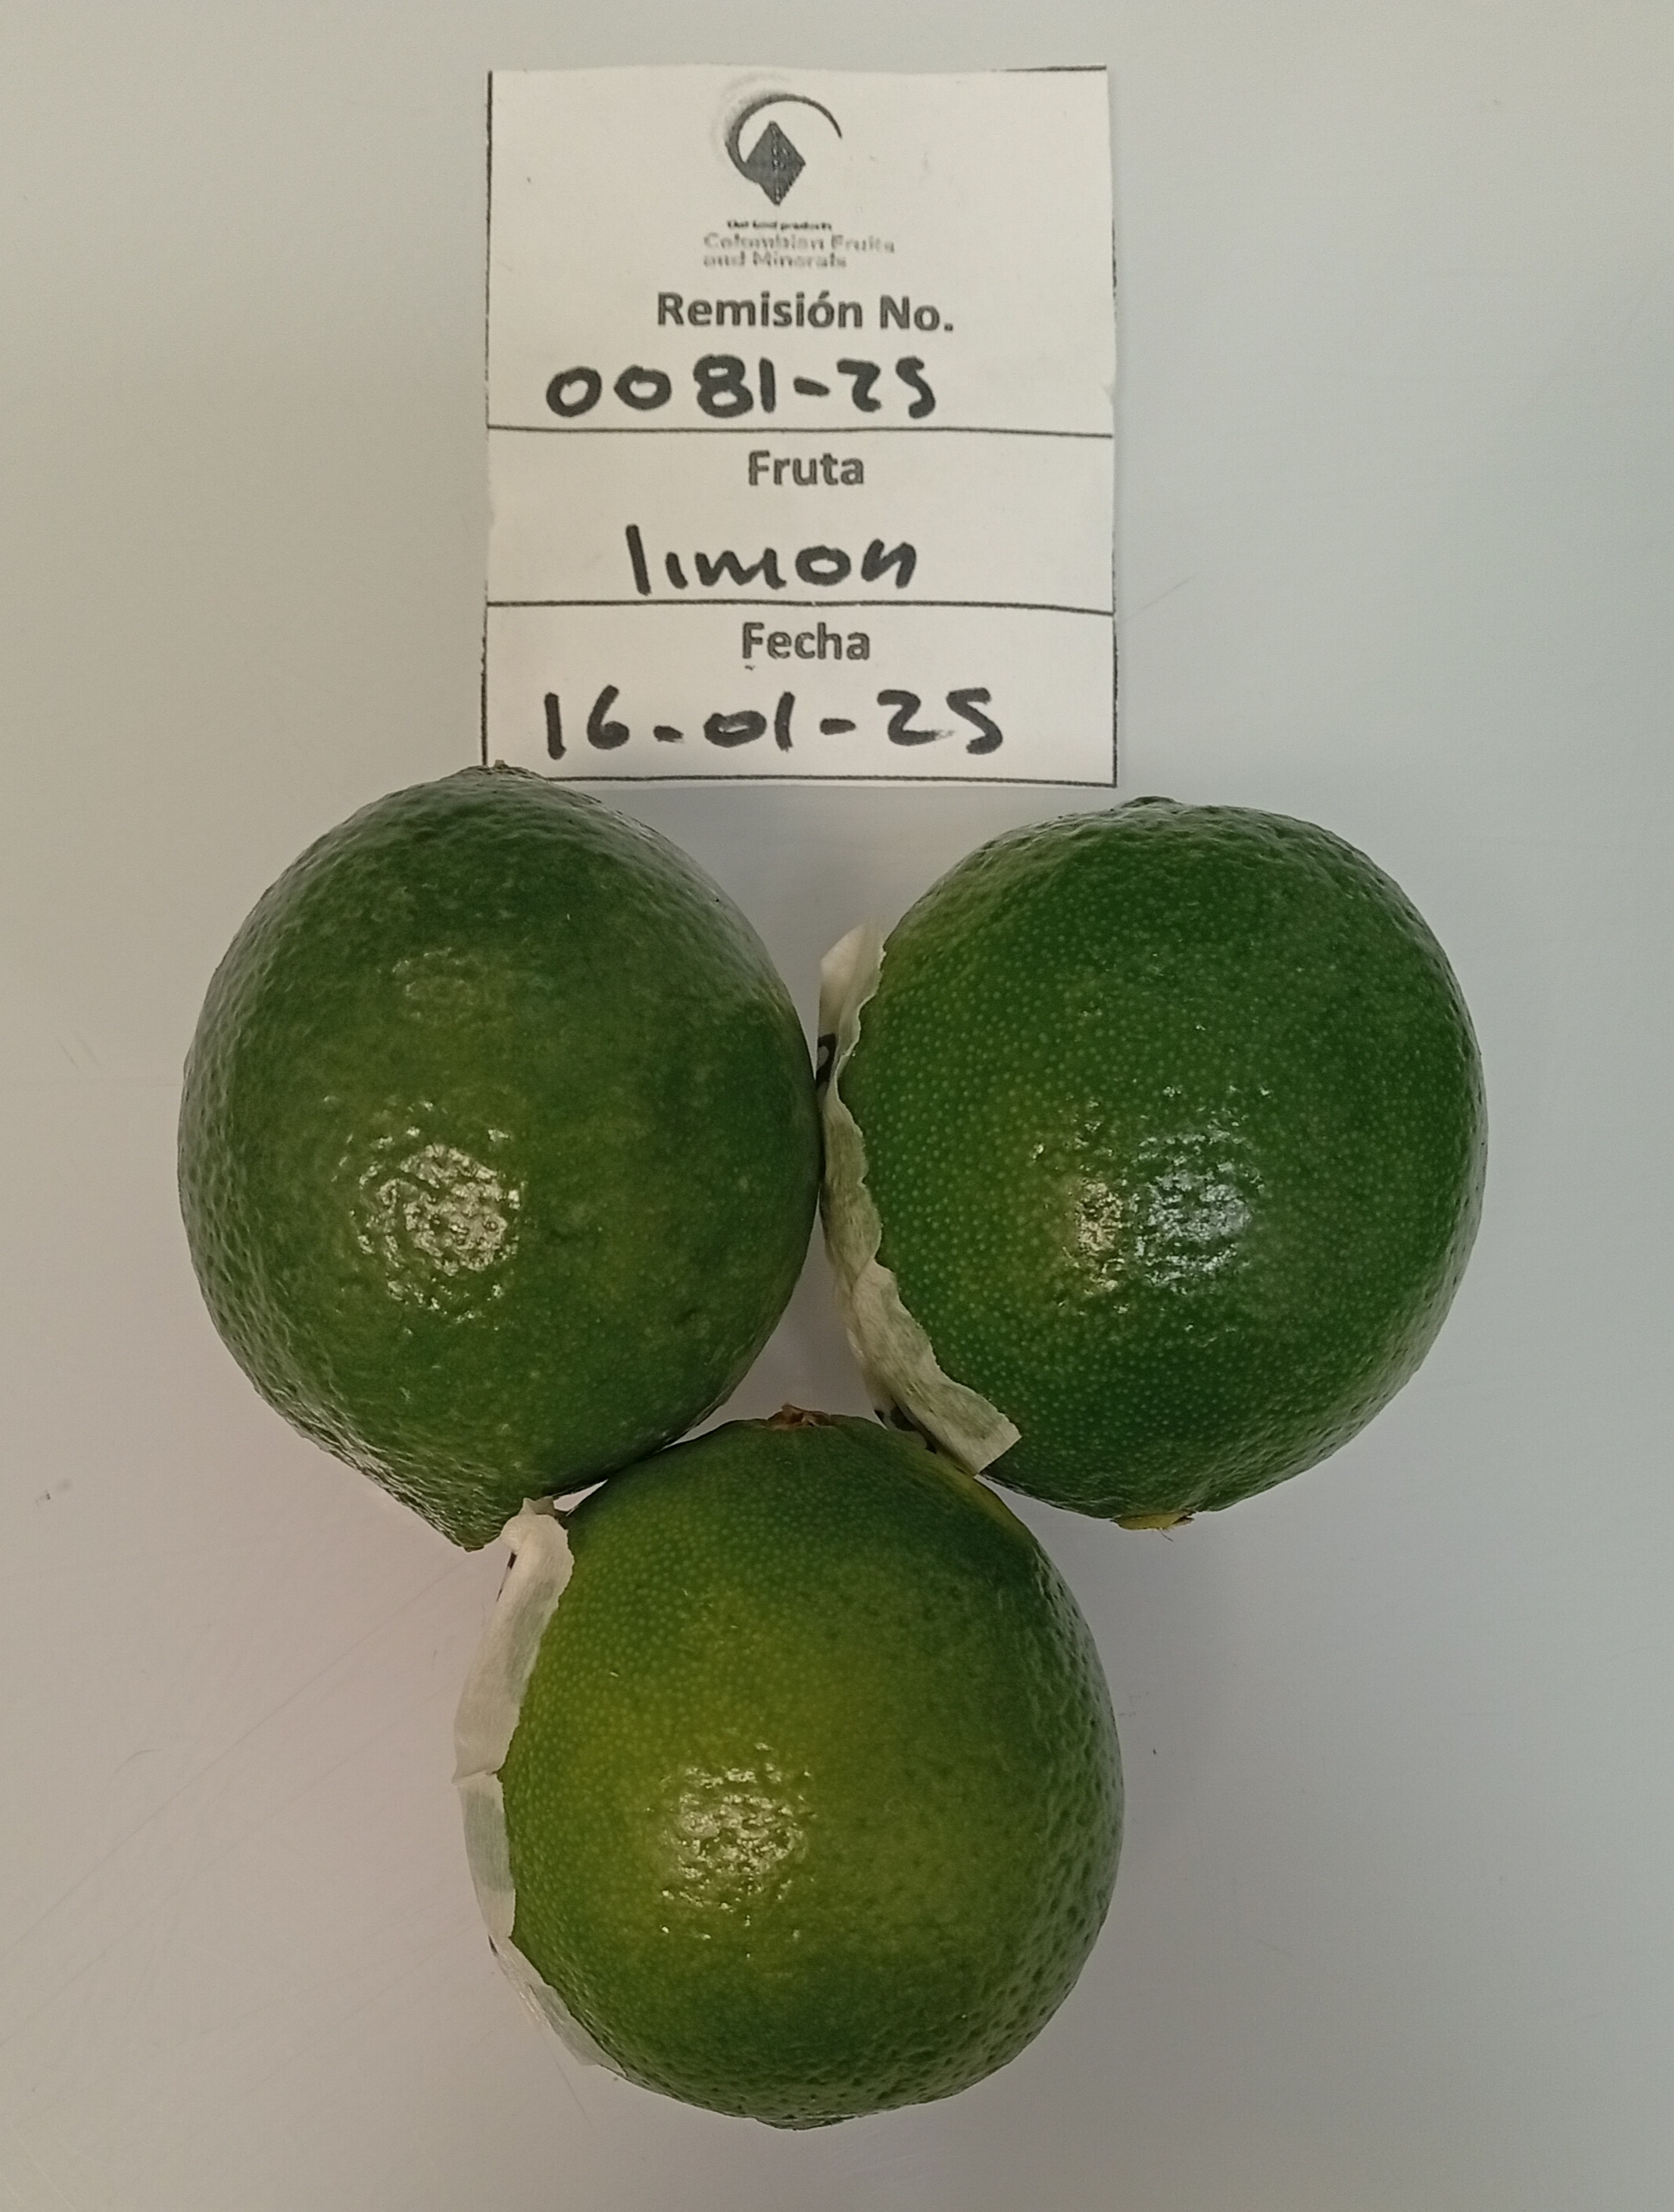 Colombian Fruits
and Minerals
Remisión No.
0081-25
Fruta
limon
Fecha
16-01-25